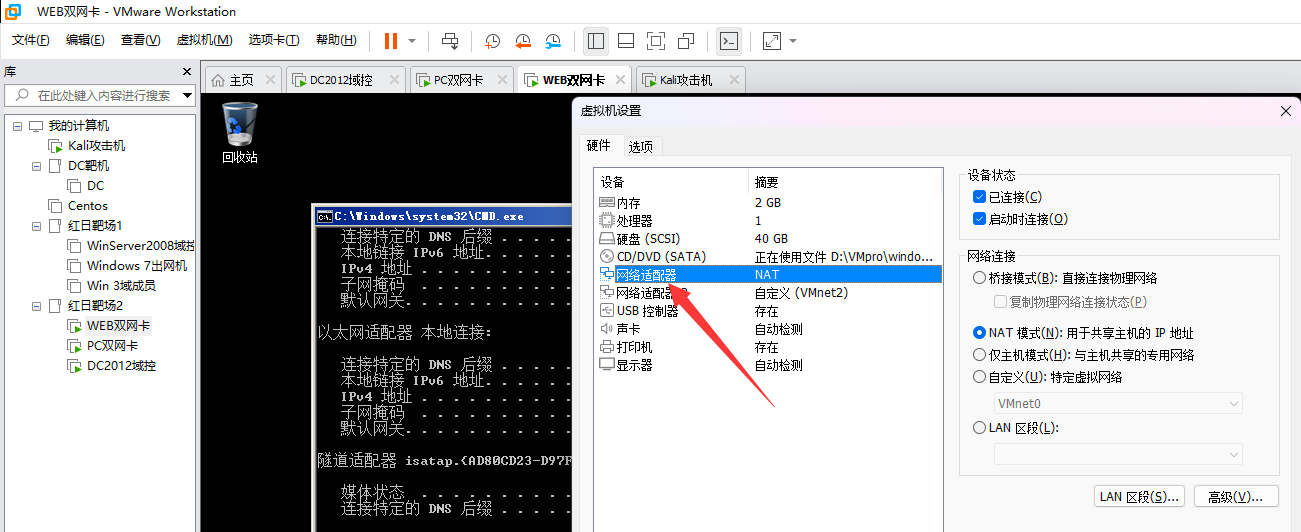 WEB双网卡 - VMware Workstation
文件(F) 编辑(E) 查看(V) 虚拟机(M) 选项卡(T) 帮助(H)
库
在此处键入内容进行搜索
我的计算机
Kali攻击机
DC靶机
DC
Centos
红日靶场1
WinServer2008域控
Windows 7出网机
Win 3域成员
红日靶场2
WEB双网卡
PC双网卡
DC2012域控
主页 DC2012域控 PC双网卡 WEB双网卡 Kali攻击机
回收站
C:\Windows\system32\CMD.exe
连接特定的 DNS 后缀 . . . . . . .
本地链接 IPv6 地址. . . . . . . .
IPv4 地址 . . . . . . . . . . . .
子网掩码 . . . . . . . . . . . .
默认网关. . . . . . . . . . . . .
以太网适配器 本地连接:
连接特定的 DNS 后缀 . . . . . . .
本地链接 IPv6 地址. . . . . . . .
IPv4 地址 . . . . . . . . . . . .
子网掩码 . . . . . . . . . . . .
默认网关. . . . . . . . . . . . .
隧道适配器 isatap.{AD80CD23-D97F
媒体状态 . . . . . . . . . . . .
连接特定的 DNS 后缀 . . . . . . .
虚拟机设置
硬件 选项
设备 摘要
内存 2 GB
处理器 1
硬盘 (SCSI) 40 GB
CD/DVD (SATA) 正在使用文件 D:\VMpro\windo...
网络适配器 NAT
网络适配器 自定义 (VMnet2)
USB 控制器 存在
声卡 自动检测
打印机 存在
显示器 自动检测
设备状态
已连接(C)
启动时连接(O)
网络连接
桥接模式(B): 直接连接物理网络
复制物理网络连接状态(P)
NAT 模式(N): 用于共享主机的 IP 地址
仅主机模式(H): 与主机共享的专用网络
自定义(U): 特定虚拟网络
VMnet0
LAN 区段(L):
LAN 区段(S)... 高级(V)...